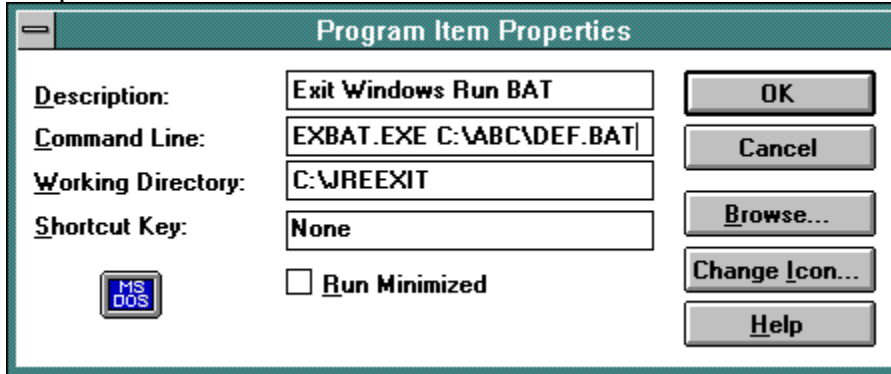 Program Item Properties
Description: Exit Windows Run BAT OK
Command Line: EXBAT.EXE C:\ABC\DEF.BAT Cancel
Working Directory: C:\JREEXIT
Shortcut Key: None Browse...
MS DOS Run Minimized Change Icon...
Help